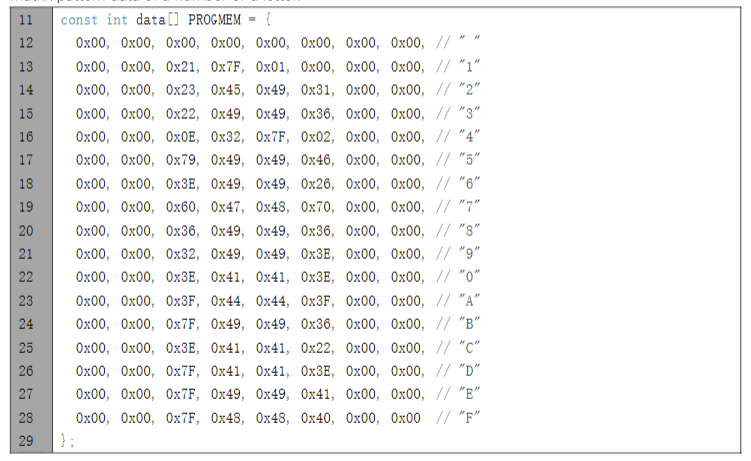 11 const int data[] PROGMEM = {
12 0x00, 0x00, 0x00, 0x00, 0x00, 0x00, 0x00, 0x00, // " "
13 0x00, 0x00, 0x21, 0x7F, 0x01, 0x00, 0x00, 0x00, // "1"
14 0x00, 0x00, 0x23, 0x45, 0x49, 0x31, 0x00, 0x00, // "2"
15 0x00, 0x00, 0x22, 0x49, 0x49, 0x36, 0x00, 0x00, // "3"
16 0x00, 0x00, 0x0E, 0x32, 0x7F, 0x02, 0x00, 0x00, // "4"
17 0x00, 0x00, 0x79, 0x49, 0x49, 0x46, 0x00, 0x00, // "5"
18 0x00, 0x00, 0x3E, 0x49, 0x49, 0x26, 0x00, 0x00, // "6"
19 0x00, 0x00, 0x60, 0x47, 0x48, 0x70, 0x00, 0x00, // "7"
20 0x00, 0x00, 0x36, 0x49, 0x49, 0x36, 0x00, 0x00, // "8"
21 0x00, 0x00, 0x32, 0x49, 0x49, 0x3E, 0x00, 0x00, // "9"
22 0x00, 0x00, 0x3E, 0x41, 0x41, 0x3E, 0x00, 0x00, // "0"
23 0x00, 0x00, 0x3F, 0x44, 0x44, 0x3F, 0x00, 0x00, // "A"
24 0x00, 0x00, 0x7F, 0x49, 0x49, 0x36, 0x00, 0x00, // "B"
25 0x00, 0x00, 0x3E, 0x41, 0x41, 0x22, 0x00, 0x00, // "C"
26 0x00, 0x00, 0x7F, 0x41, 0x41, 0x3E, 0x00, 0x00, // "D"
27 0x00, 0x00, 0x7F, 0x49, 0x49, 0x41, 0x00, 0x00, // "E"
28 0x00, 0x00, 0x7F, 0x48, 0x48, 0x40, 0x00, 0x00 // "F"
29 };